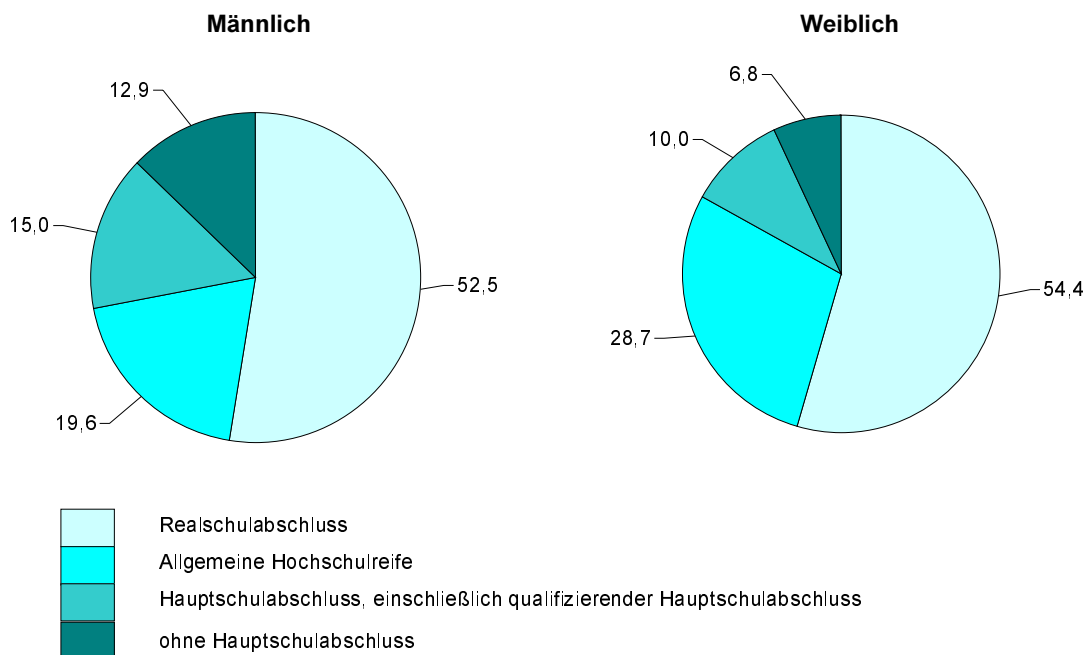 Männlich
Weiblich
12,9
15,0
19,6
52,5
6,8
10,0
28,7
54,4
Realschulabschluss
Allgemeine Hochschulreife
Hauptschulabschluss, einschließlich qualifizierender Hauptschulabschluss
ohne Hauptschulabschluss